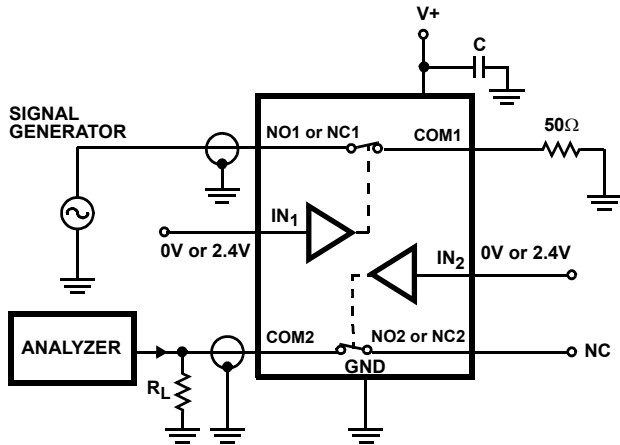 V+
C
SIGNAL
GENERATOR
NO1 or NC1
COM1
50Ω
IN1
0V or 2.4V
IN2
0V or 2.4V
ANALYZER
COM2
NO2 or NC2
NC
RL
GND